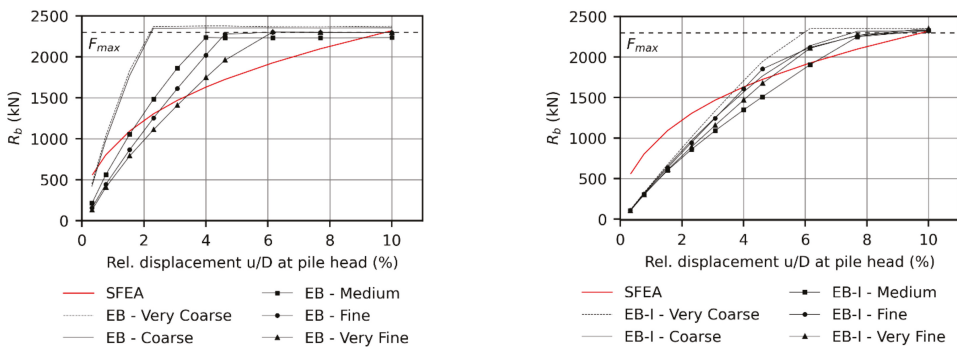 2500
F_max
2000
1500
1000
500
0
R_b (kN)
0 2 4 6 8 10
Rel. displacement u/D at pile head (%)
SFEA
EB - Very Coarse
EB - Coarse
EB - Medium
EB - Fine
EB - Very Fine
2500
F_max
2000
1500
1000
500
0
R_b (kN)
0 2 4 6 8 10
Rel. displacement u/D at pile head (%)
SFEA
EB-I - Very Coarse
EB-I - Coarse
EB-I - Medium
EB-I - Fine
EB-I - Very Fine